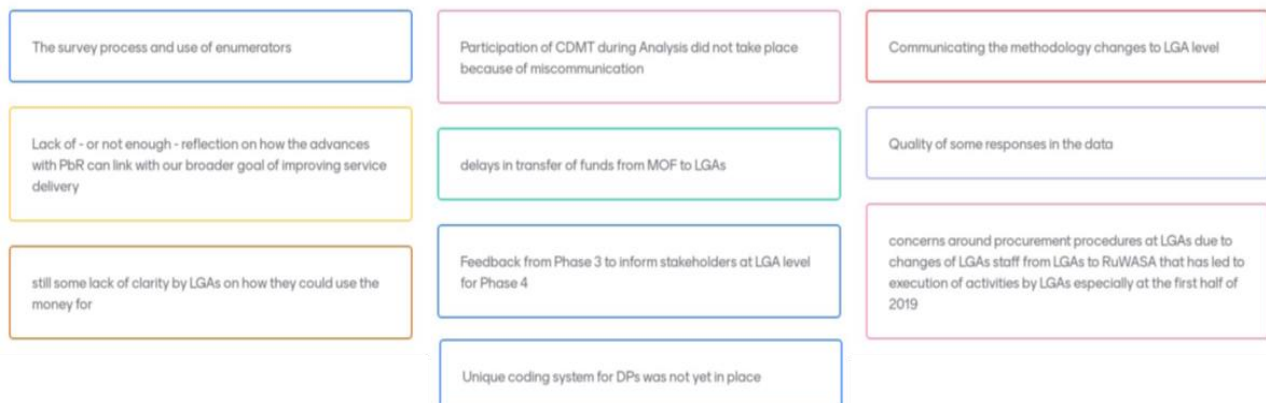 The survey process and use of enumerators
Lack of - or not enough - reflection on how the advances
with PbR can link with our broader goal of improving service
delivery
still some lack of clarity by LGAs on how they could use the
money for
Participation of CDMT during Analysis did not take place
because of miscommunication
delays in transfer of funds from MOF to LGAs
Feedback from Phase 3 to inform stakeholders at LGA level
for Phase 4
Unique coding system for DPs was not yet in place
Communicating the methodology changes to LGA level
Quality of some responses in the data
concerns around procurement procedures at LGAs due to
changes of LGAs staff from LGAs to RuWASA that has led to
execution of activities by LGAs especially at the first half of
2019